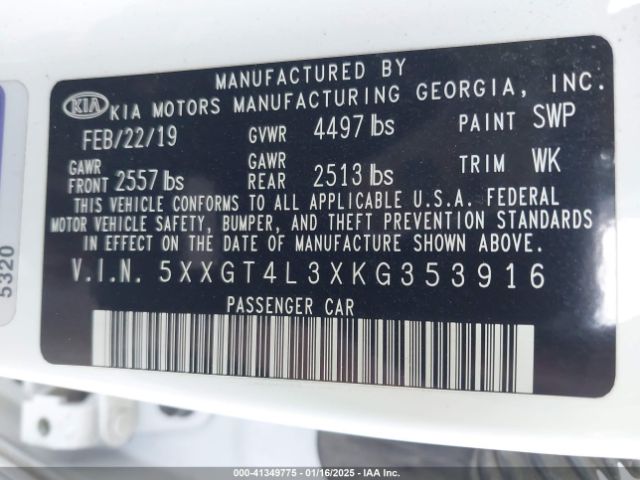 MANUFACTURED BY
KIA KIA MOTORS MANUFACTURING GEORGIA, INC.
FEB/22/19 GVWR 4497 lbs PAINT SWP
GAWR FRONT 2557 lbs GAWR REAR 2513 lbs TRIM WK
THIS VEHICLE CONFORMS TO ALL APPLICABLE U.S.A. FEDERAL
MOTOR VEHICLE SAFETY, BUMPER, AND THEFT PREVENTION STANDARDS
IN EFFECT ON THE DATE OF MANUFACTURE SHOWN ABOVE.
V.I.N. 5XXGT4L3XKG353916
PASSENGER CAR
5320
000-41349775 - 01/16/2025 - IAA Inc.